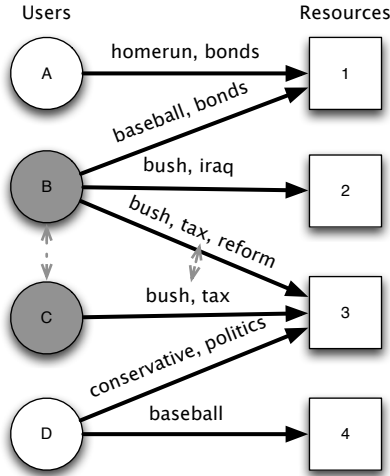 Users
Resources
A
homerun, bonds
1
baseball, bonds
B
bush, iraq
2
bush, tax, reform
C
bush, tax
3
conservative, politics
D
baseball
4